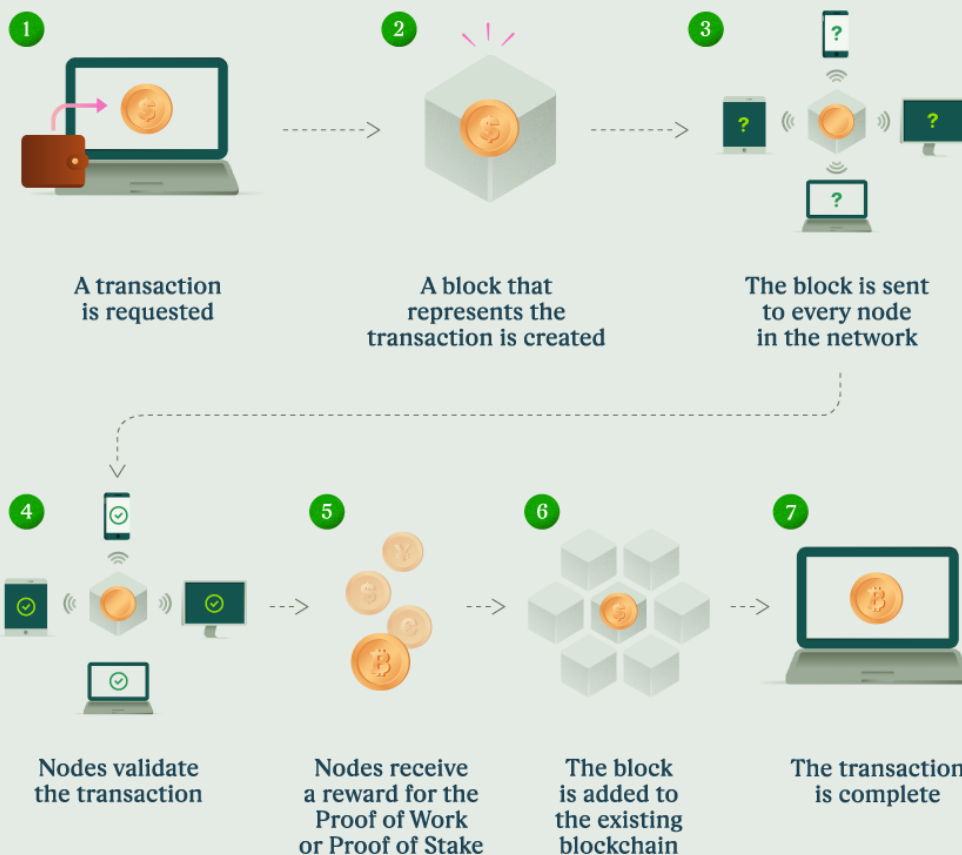 1
2
3
$
$
?
?
?
?
A transaction
is requested
A block that
represents the
transaction is created
The block is sent
to every node
in the network
4
5
6
7
¥
$
€
₿
$
₿
Nodes validate
the transaction
Nodes receive
a reward for the
Proof of Work
or Proof of Stake
The block
is added to
the existing
blockchain
The transaction
is complete